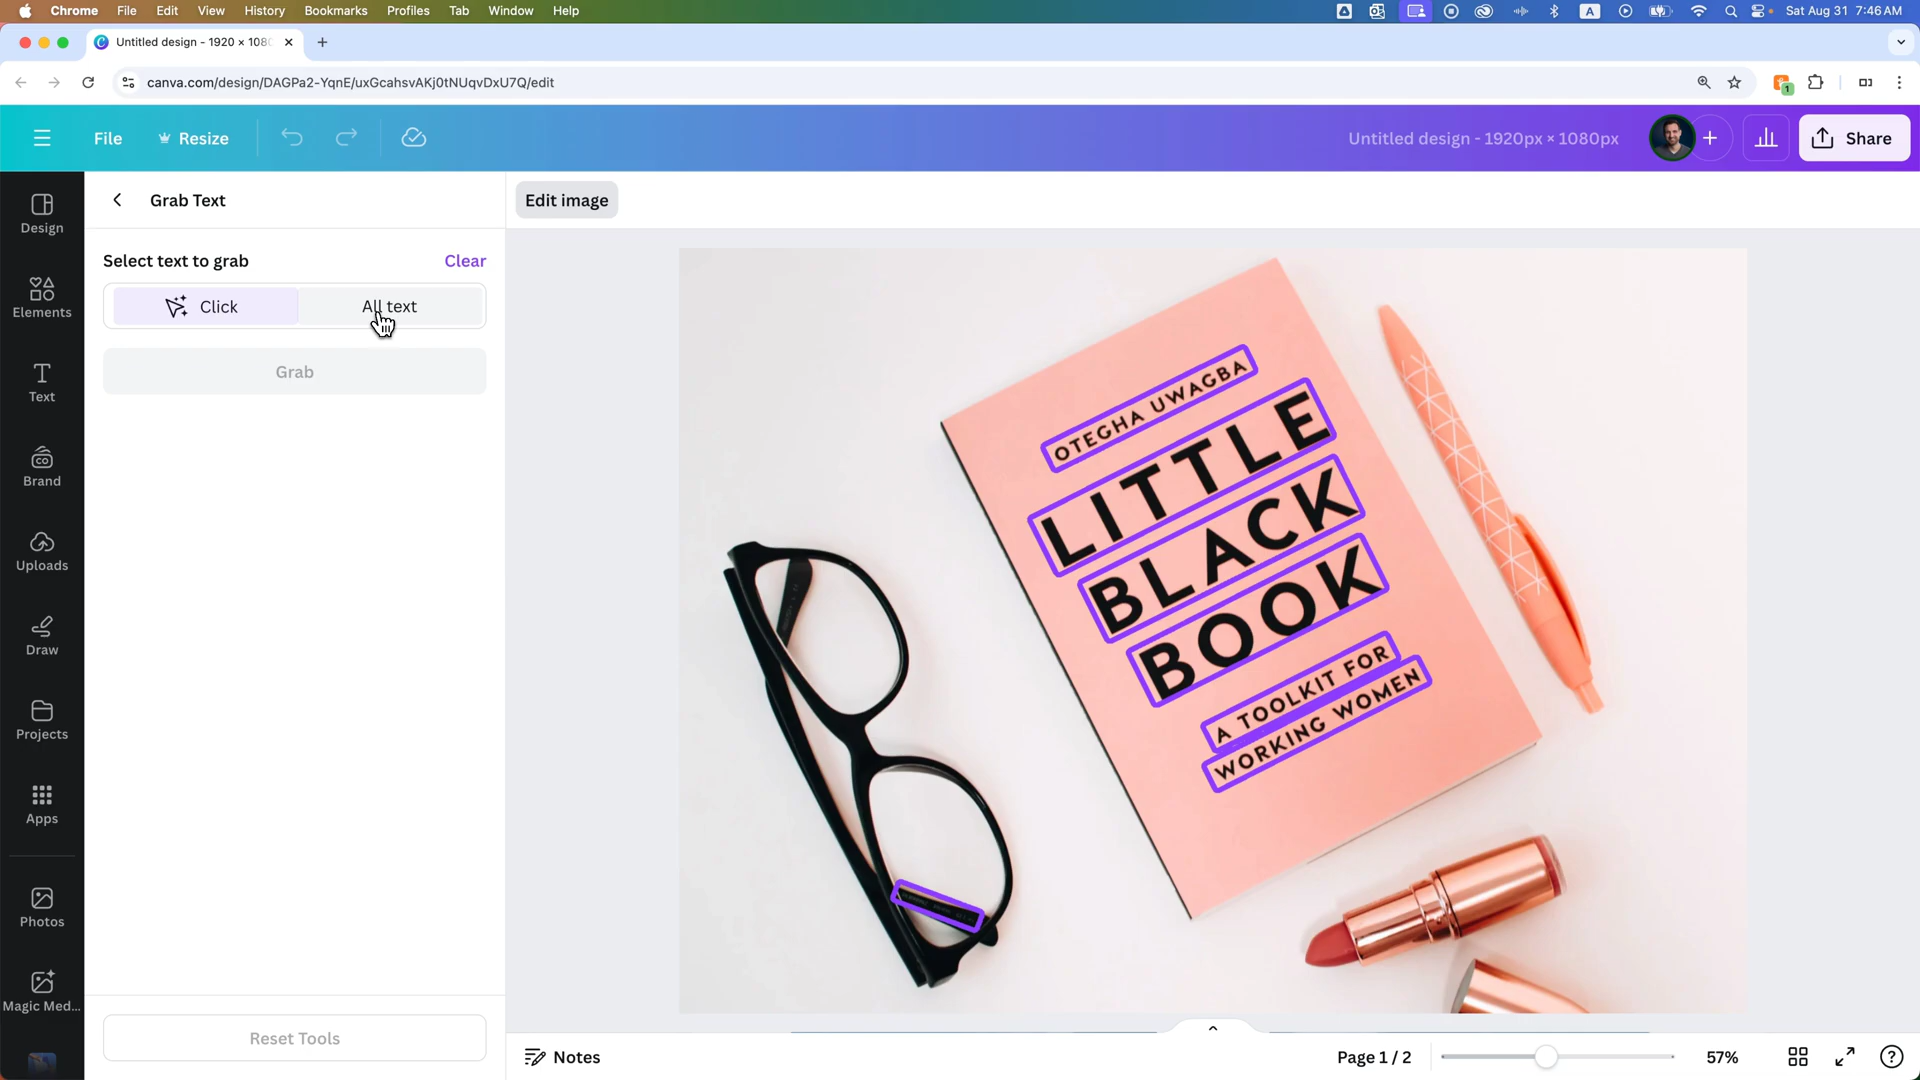 Chrome File Edit View History Bookmarks Profiles Tab Window Help
A
Sat Aug 31 7:46 AM
Untitled design - 1920 × 108
canva.com/design/DAGPa2-YqnE/uxGcahsvAKj0tNUqvDxU7Q/edit
1
File Resize Untitled design - 1920px × 1080px Share
Design
Elements
Text
Brand
Uploads
Draw
Projects
Apps
Photos
Magic Med...
Grab Text
Select text to grab Clear
Click All text
Grab
Reset Tools
Edit image
OTEGHA UWAGBA
LITTLE
BLACK
BOOK
A TOOLKIT FOR
WORKING WOMEN
Notes Page 1 / 2 57%